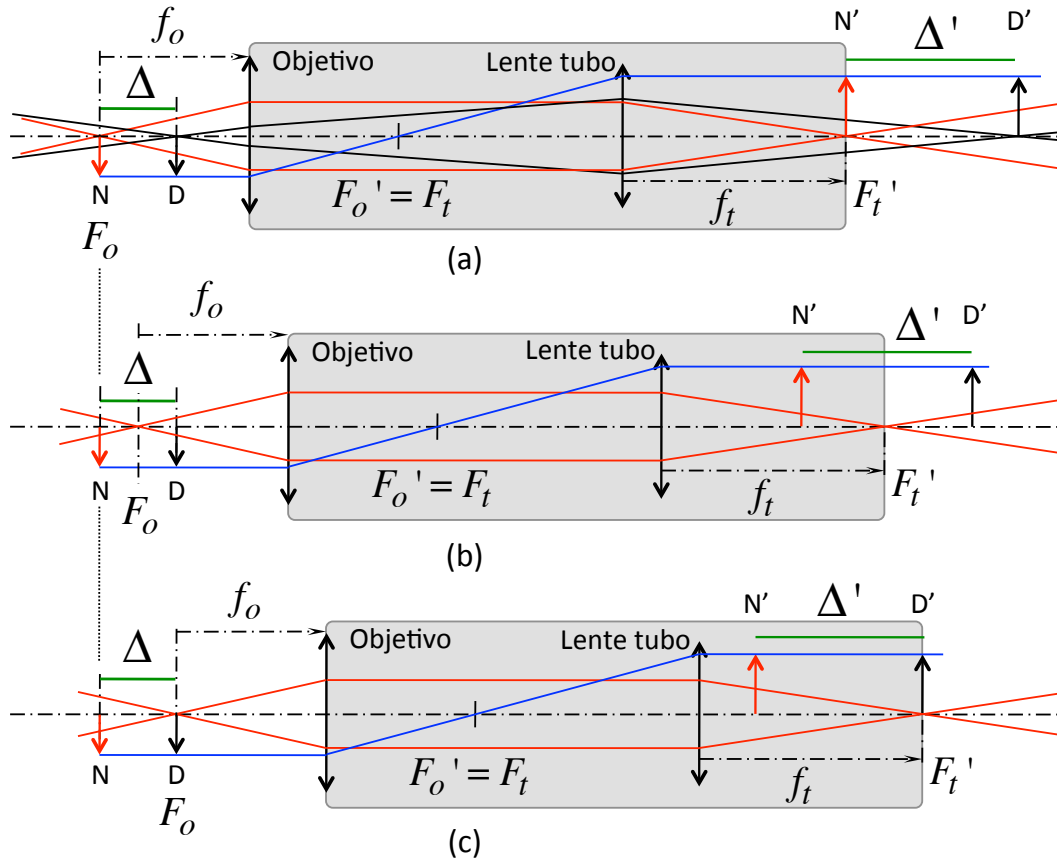 f_o
N'
D'
Δ
Objetivo
Lente tubo
Δ'
N
D
F_o' = F_t
f_t
F_t'
F_o
(a)
f_o
N'
D'
Δ
Objetivo
Lente tubo
Δ'
N
D
F_o
F_o' = F_t
f_t
F_t'
(b)
f_o
N'
D'
Δ
Objetivo
Lente tubo
Δ'
N
D
F_o
F_o' = F_t
f_t
F_t'
(c)